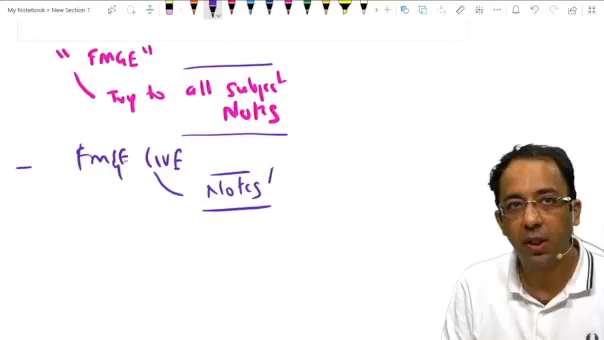 My Notebook > New Section 1
"FMGE"
Try to all subject
Notes
- FMGE LIVE
Notes